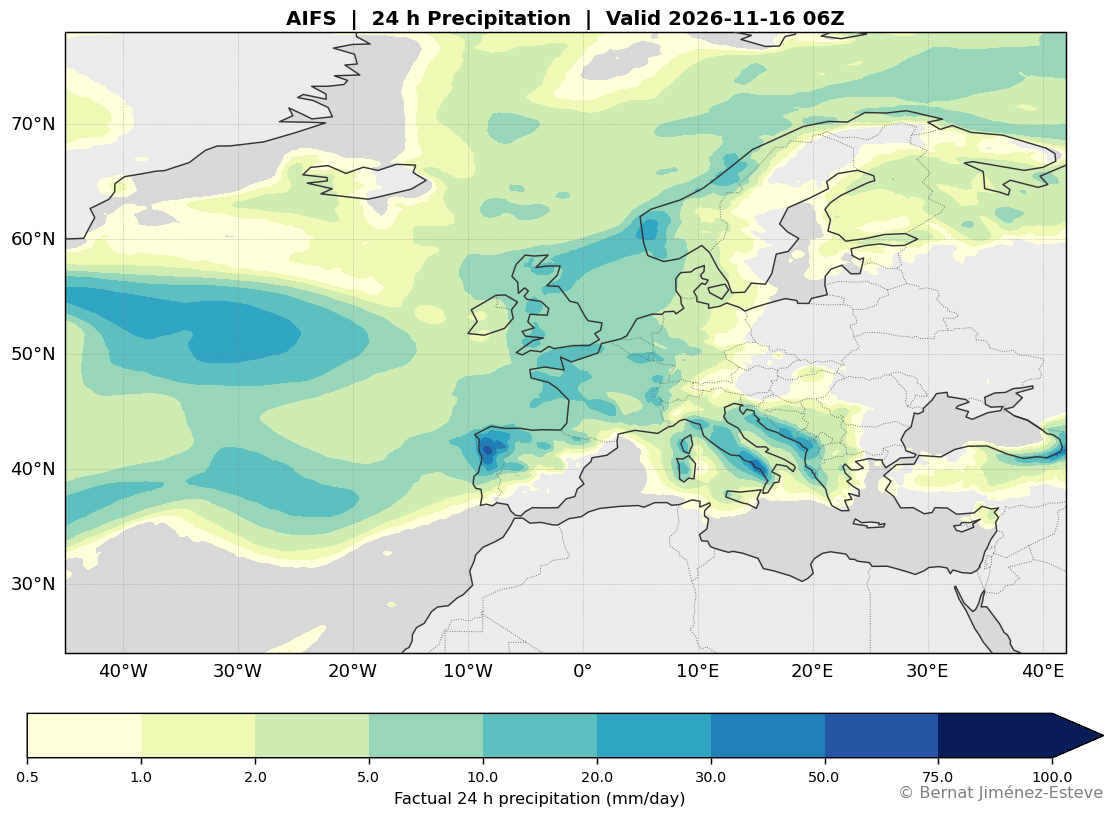 AIFS | 24 h Precipitation | Valid 2026-11-16 06Z
70°N
60°N
50°N
40°N
30°N
40°W 30°W 20°W 10°W 0° 10°E 20°E 30°E 40°E
0.5 1.0 2.0 5.0 10.0 20.0 30.0 50.0 75.0 100.0
Factual 24 h precipitation (mm/day)
© Bernat Jiménez-Esteve